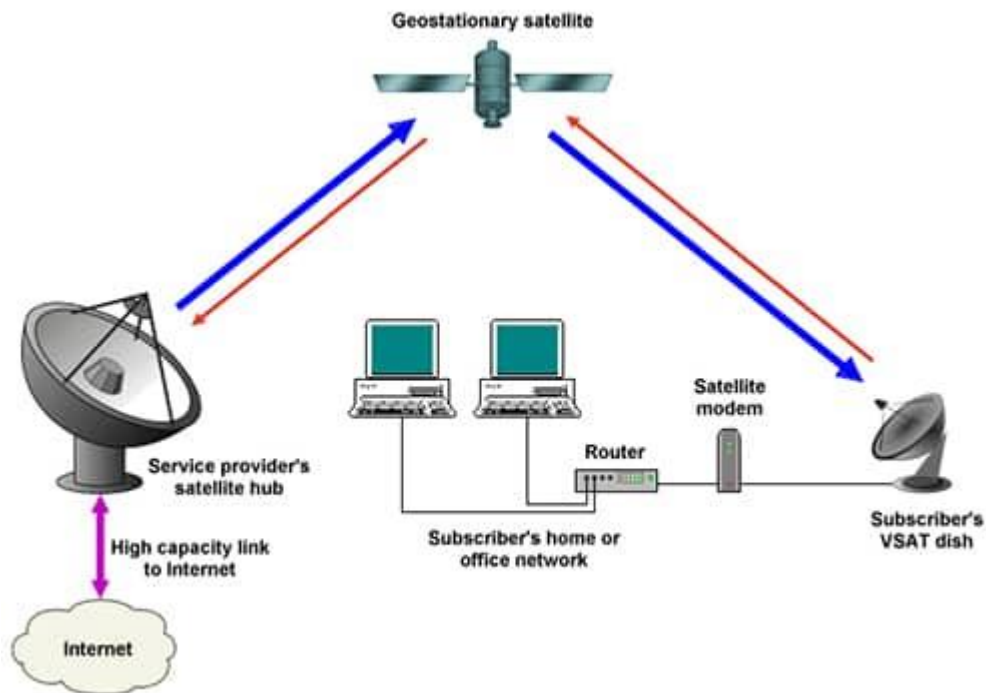 Geostationary satellite
Satellite
modem
Router
Service provider's
satellite hub
Subscriber's home or
office network
Subscriber's
VSAT dish
High capacity link
to Internet
Internet